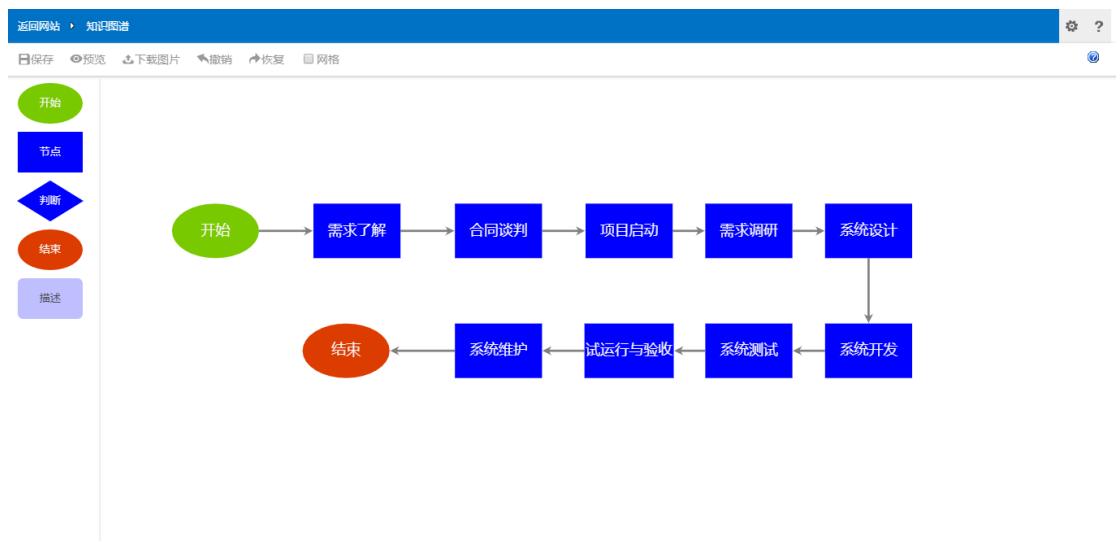 返回网站 知识图谱 ?
保存 预览 下载图片 撤销 恢复 网格 ?
开始
节点
判断
结束
描述
开始 需求了解 合同谈判 项目启动 需求调研 系统设计
结束 系统维护 试运行与验收 系统测试 系统开发